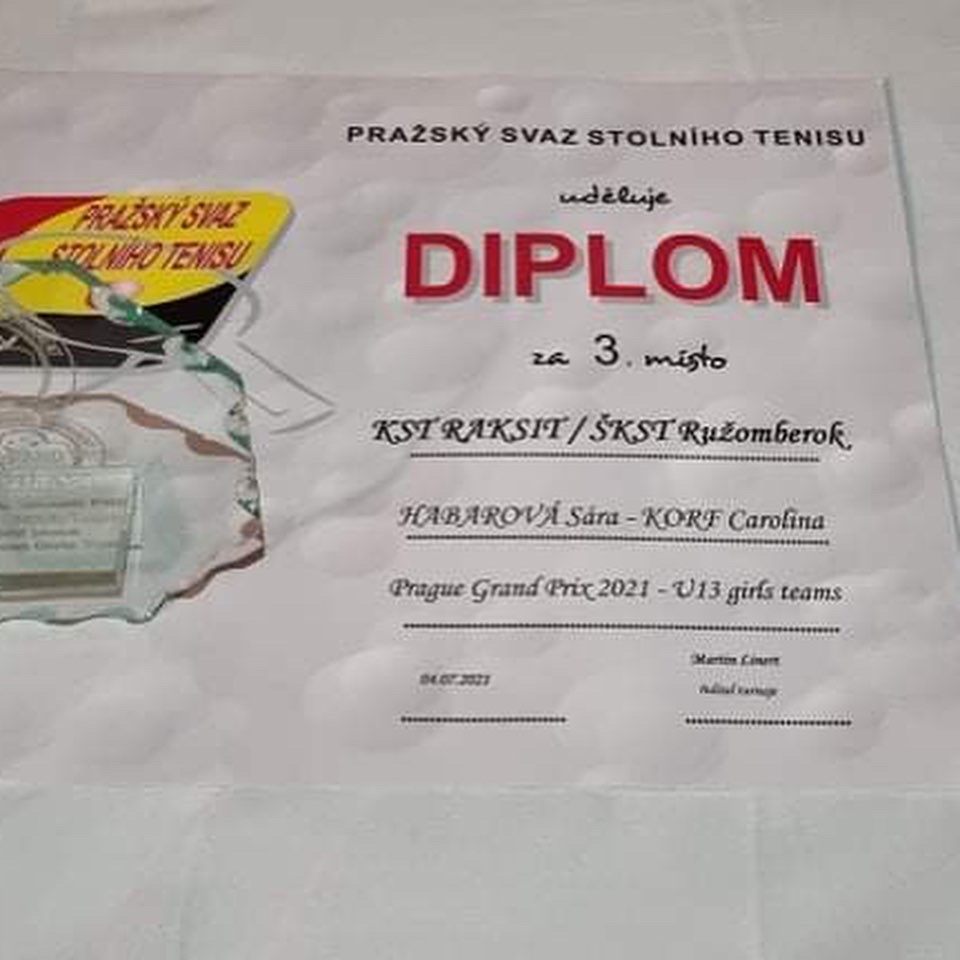 PRAŽSKÝ SVAZ STOLNÍHO TENISU
uděluje
DIPLOM
za 3. místo
KST RAKSIT / ŠKST Ružomberok
HABAROVÁ Sára - KORF Carolina
Prague Grand Prix 2021 - U13 girls teams
04.07.2021
Martin Linert
ředitel turnaje
PRAŽSKÝ SVAZ
STOLNÍHO TENISU